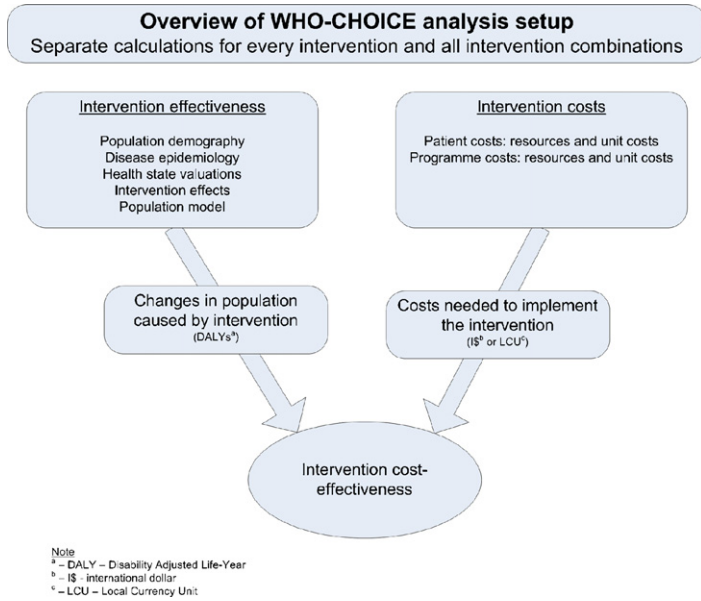 Overview of WHO-CHOICE analysis setup
Separate calculations for every intervention and all intervention combinations
Intervention effectiveness
Population demography
Disease epidemiology
Health state valuations
Intervention effects
Population model
Intervention costs
Patient costs: resources and unit costs
Programme costs: resources and unit costs
Changes in population
caused by intervention
(DALYsᵃ)
Costs needed to implement
the intervention
(I$ᵇ or LCUᶜ)
Intervention cost-
effectiveness
Note
ᵃ – DALY – Disability Adjusted Life-Year
ᵇ – I$ - international dollar
ᶜ – LCU – Local Currency Unit